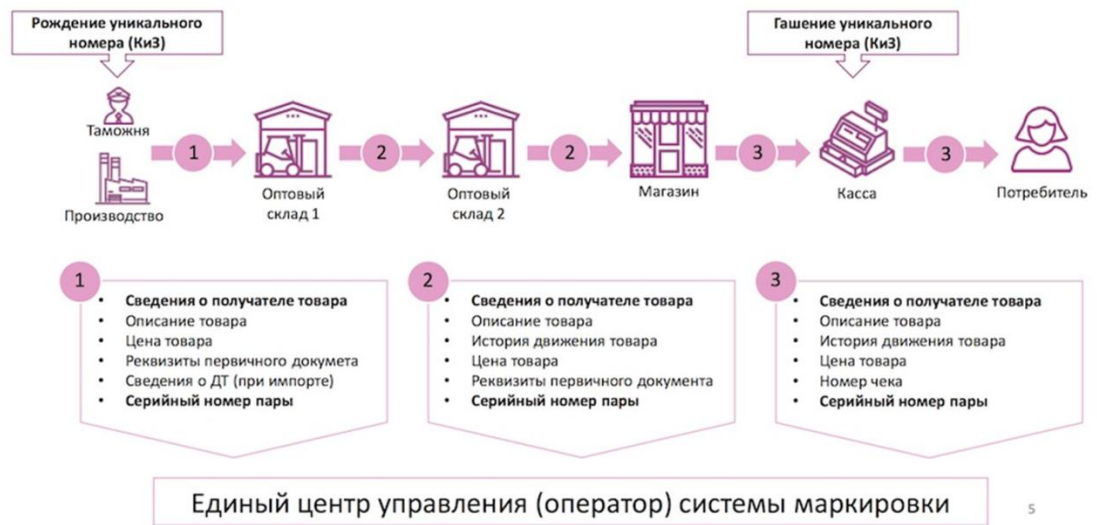 Рождение уникального
номера (КиЗ)
Гашение уникального
номера (КиЗ)
Таможня
Производство
1
Оптовый
склад 1
2
Оптовый
склад 2
2
Магазин
3
Касса
3
Потребитель
1
Сведения о получателе товара
Описание товара
Цена товара
Реквизиты первичного докумета
Сведения о ДТ (при импорте)
Серийный номер пары
2
Сведения о получателе товара
Описание товара
История движения товара
Цена товара
Реквизиты первичного документа
Серийный номер пары
3
Сведения о получателе товара
Описание товара
История движения товара
Цена товара
Номер чека
Серийный номер пары
Единый центр управления (оператор) системы маркировки
5